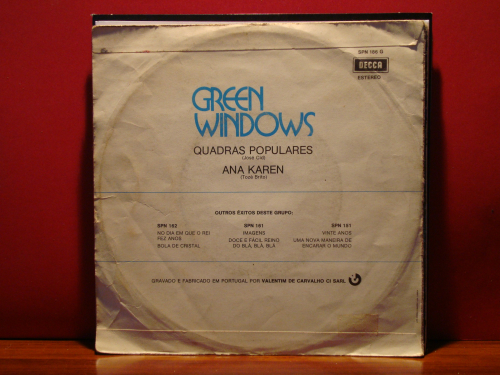 SPN 186 B
DECCA
ESTÉREO
GREEN
WINDOWS
QUADRAS POPULARES
(José Cid)
ANA KAREN
(Tozé Brito)
OUTROS ÊXITOS DESTE GRUPO:
SPN 162
NO DIA EM QUE O REI
FEZ ANOS
BOLA DE CRISTAL
SPN 161
IMAGENS
DOCE E FÁCIL REINO
DO BLÁ, BLÁ, BLÁ
SPN 151
VINTE ANOS
UMA NOVA MANEIRA DE
ENCARAR O MUNDO
GRAVADO E FABRICADO EM PORTUGAL POR VALENTIM DE CARVALHO CI SARL